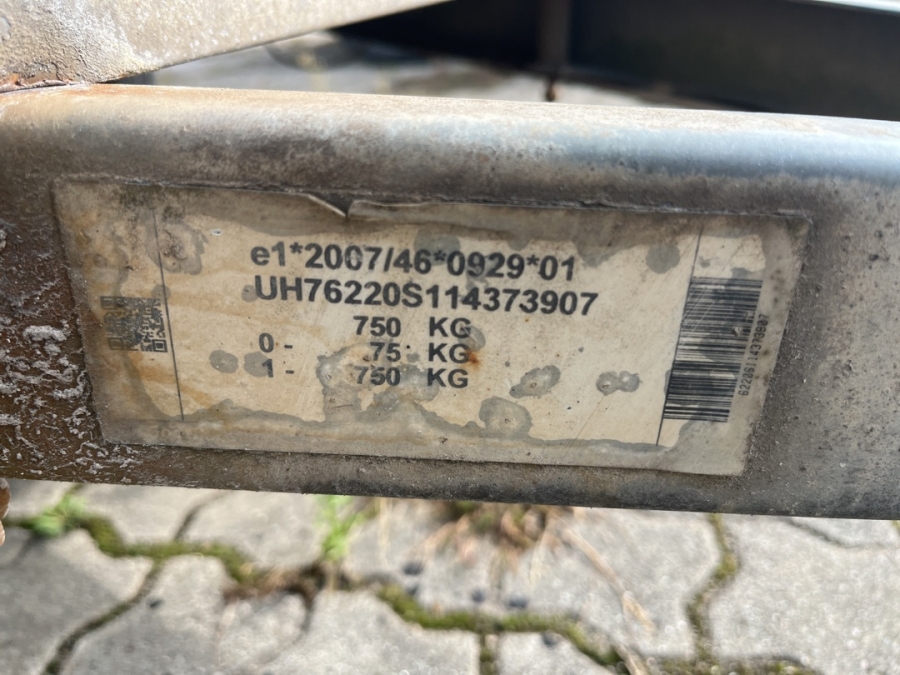 e1*2007/46*0929*01
UH76220S114373907
750 KG
0 - 75 KG
1 - 750 KG